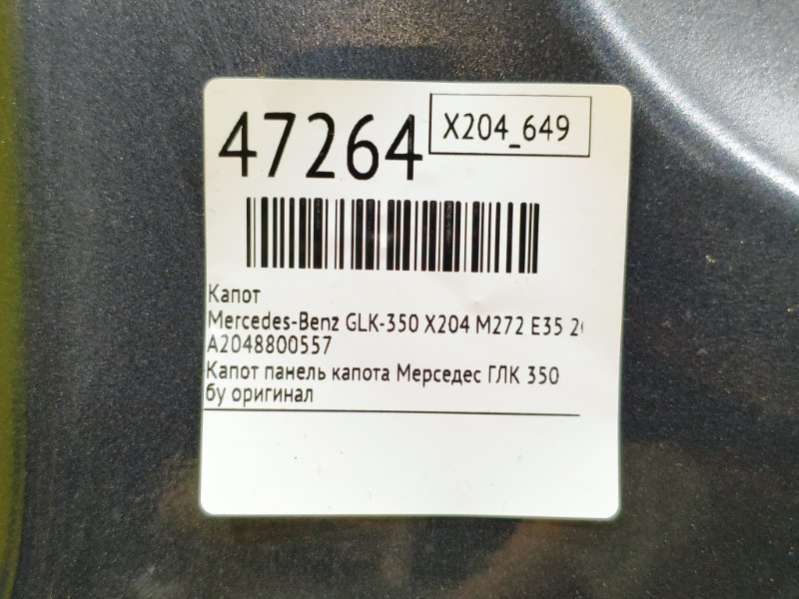 47264
X204_649
Капот
Mercedes-Benz GLK-350 X204 M272 E35
A2048800557
Капот панель капота Мерседес ГЛК 350
бу оригинал